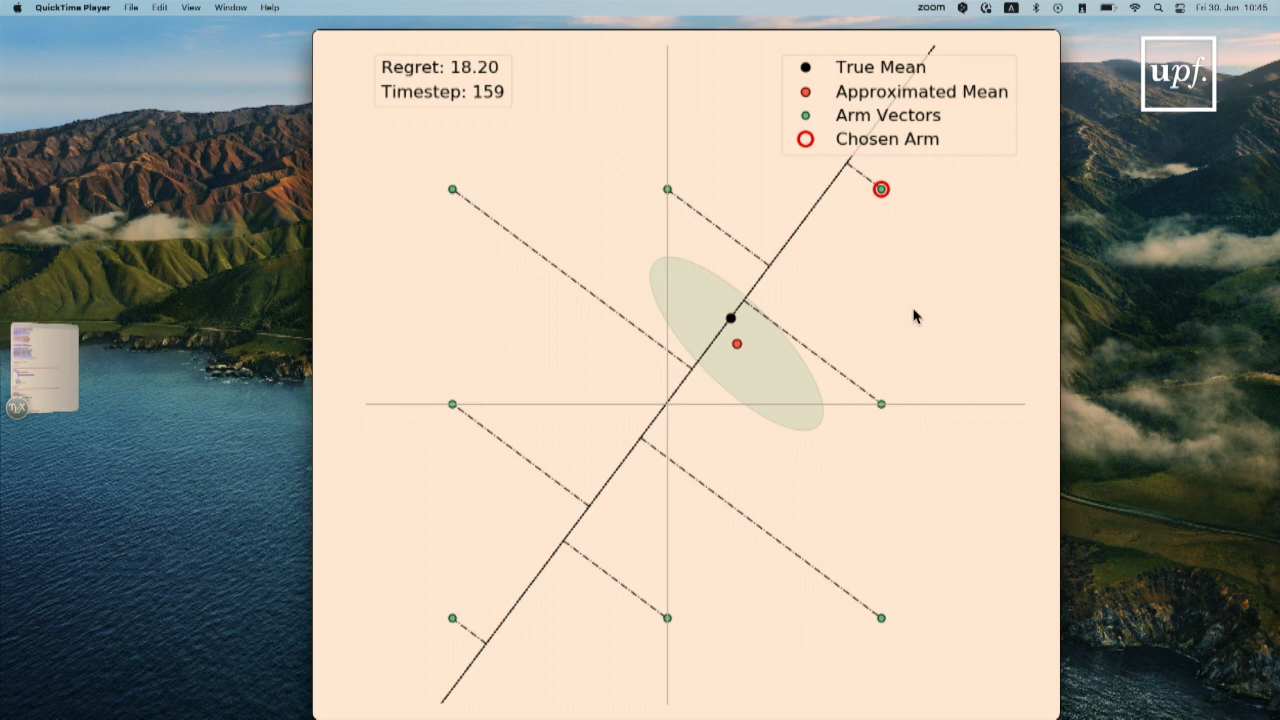 QuickTime Player File Edit View Window Help zoom A Fri 30. Jun 10:45
upf.
Regret: 18.20
Timestep: 159
True Mean
Approximated Mean
Arm Vectors
Chosen Arm
TEX